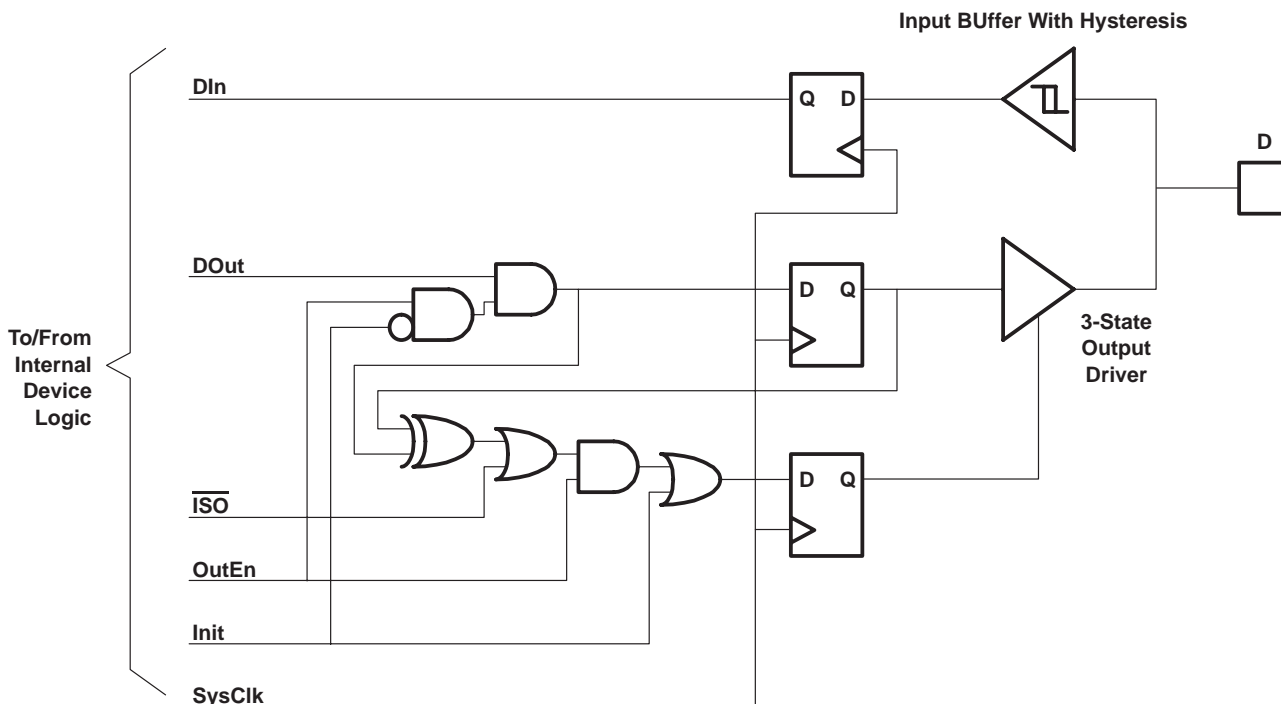 Input BUffer With Hysteresis
DIn
Q D
D
DOut
D Q
3-State
Output
Driver
To/From
Internal
Device
Logic
ISO
D Q
OutEn
Init
SysClk